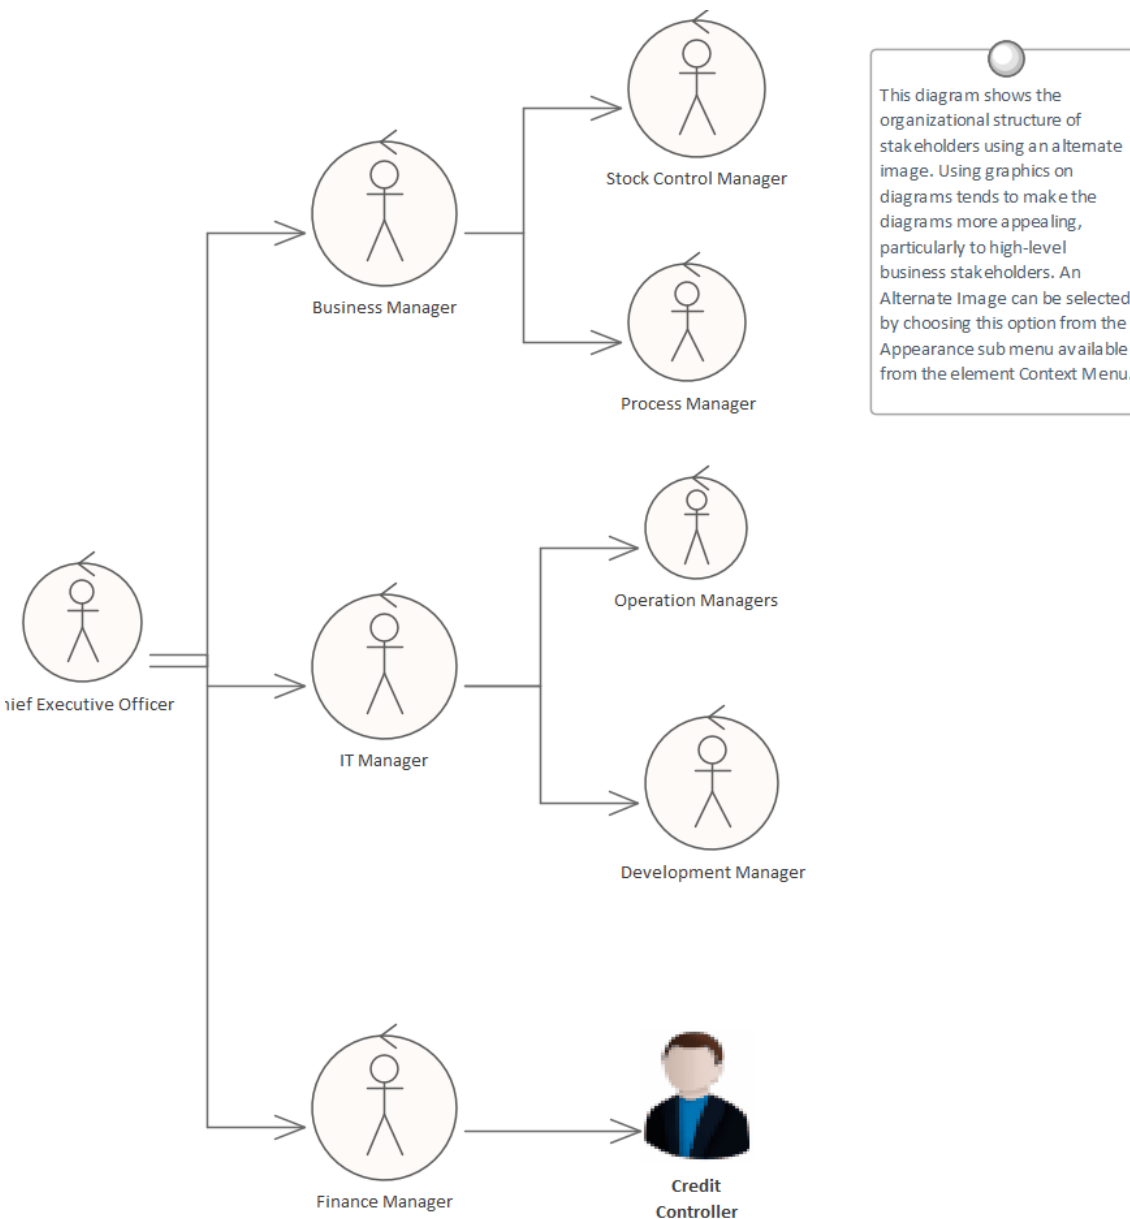 Stock Control Manager
Business Manager
Process Manager
Operation Managers
hief Executive Officer
IT Manager
Development Manager
Finance Manager
Credit
Controller
This diagram shows the
organizational structure of
stakeholders using an alternate
image. Using graphics on
diagrams tends to make the
diagrams more appealing,
particularly to high-level
business stakeholders. An
Alternate Image can be selected
by choosing this option from the
Appearance sub menu available
from the element Context Menu.